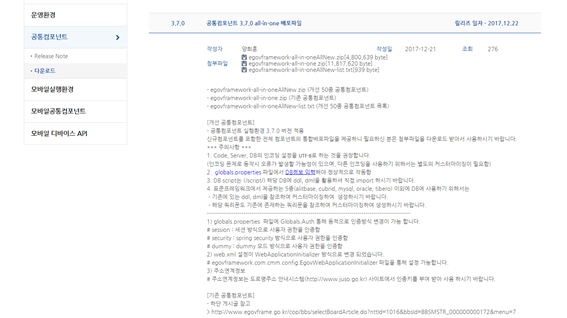 운영환경
공통컴포넌트
Release Note
다운로드
모바일실행환경
모바일공통컴포넌트
모바일 디바이스 API
3.7.0 공통컴포넌트 3.7.0 all-in-one 배포파일 릴리즈 일자 - 2017.12.22
작성자 양희훈 작성일 2017-12-21 조회 276
첨부파일 egovframework-all-in-oneAllNew.zip[4,800,639 byte]
egovframework-all-in-one.zip[11,817,620 byte]
egovframework-all-in-oneAllNew-list.txt[939 byte]
- egovframework-all-in-oneAllNew.zip (개선 50종 공통컴포넌트)
- egovframework-all-in-one.zip (기존 공통컴포넌트)
- egovframework-all-in-oneAllNew-list.txt (개선 50종 공통컴포넌트 목록)
[개선 공통컴포넌트]
- 공통컴포넌트 실행환경 3.7.0 버전 적용
신규컴포넌트를 포함한 전체 컴포넌트의 통합배포파일을 제공하니 필요하신 분은 첨부파일을 다운로드 받아서 사용하시기 바랍니다.
*** 주의사항 ***
1. Code, Server, DB의 인코딩 설정을 UTF-8로 하는 것을 권장합니다.
(인코딩 문제로 동작시 오류가 발생할 가능성이 있으며, 다른 인코딩을 사용하기 위해서는 별도의 커스터마이징이 필요함)
2. globals.properties 파일에서 DB정보 입력해야 정상적으로 작동함
3. DB script는 (/script/) 해당 DB에 ddl, dml을 활용하여 직접 import 하시기 바랍니다.
4. 표준프레임워크에서 제공하는 5종(altibase, cubrid, mysql, oracle, tibero) 이외에 DB에 사용하기 위해서는
- 기존에 있는 ddl, dml을 참조하여 커스터마이징하여 생성하시기 바랍니다.
- 해당 쿼리문도 기존에 존재하는 쿼리문을 참조하여 커스터마이징하여 생성하시기 바랍니다.
1) globals.properties 파일에 Globals.Auth 통해 동적으로 인증방식 변경이 가능 합니다.
# session : 세션 방식으로 사용자 권한을 인증함
# security : spring security 방식으로 사용자 권한을 인증함
# dummy : dummy 모드 방식으로 사용자 권한을 인증함
2) web.xml 설정이 WebApplicationInitializer 방식으로 변경 되었습니다.
# egovframework.com.cmm.config.EgovWebApplicationInitializer 파일을 통해 설정 가능합니다.
3) 주소연계정보
# 주소연계정보는 도로명주소 안내시스템(http://www.juso.go.kr) 사이트에서 인증키를 부여 받아 사용 하시기 바랍니다.
[기존 공통컴포넌트]
- 하단 게시글 참고
> http://www.egovframe.go.kr/cop/bbs/selectBoardArticle.do?nttId=1016&bbsId=BBSMSTR_000000000172&menu=7